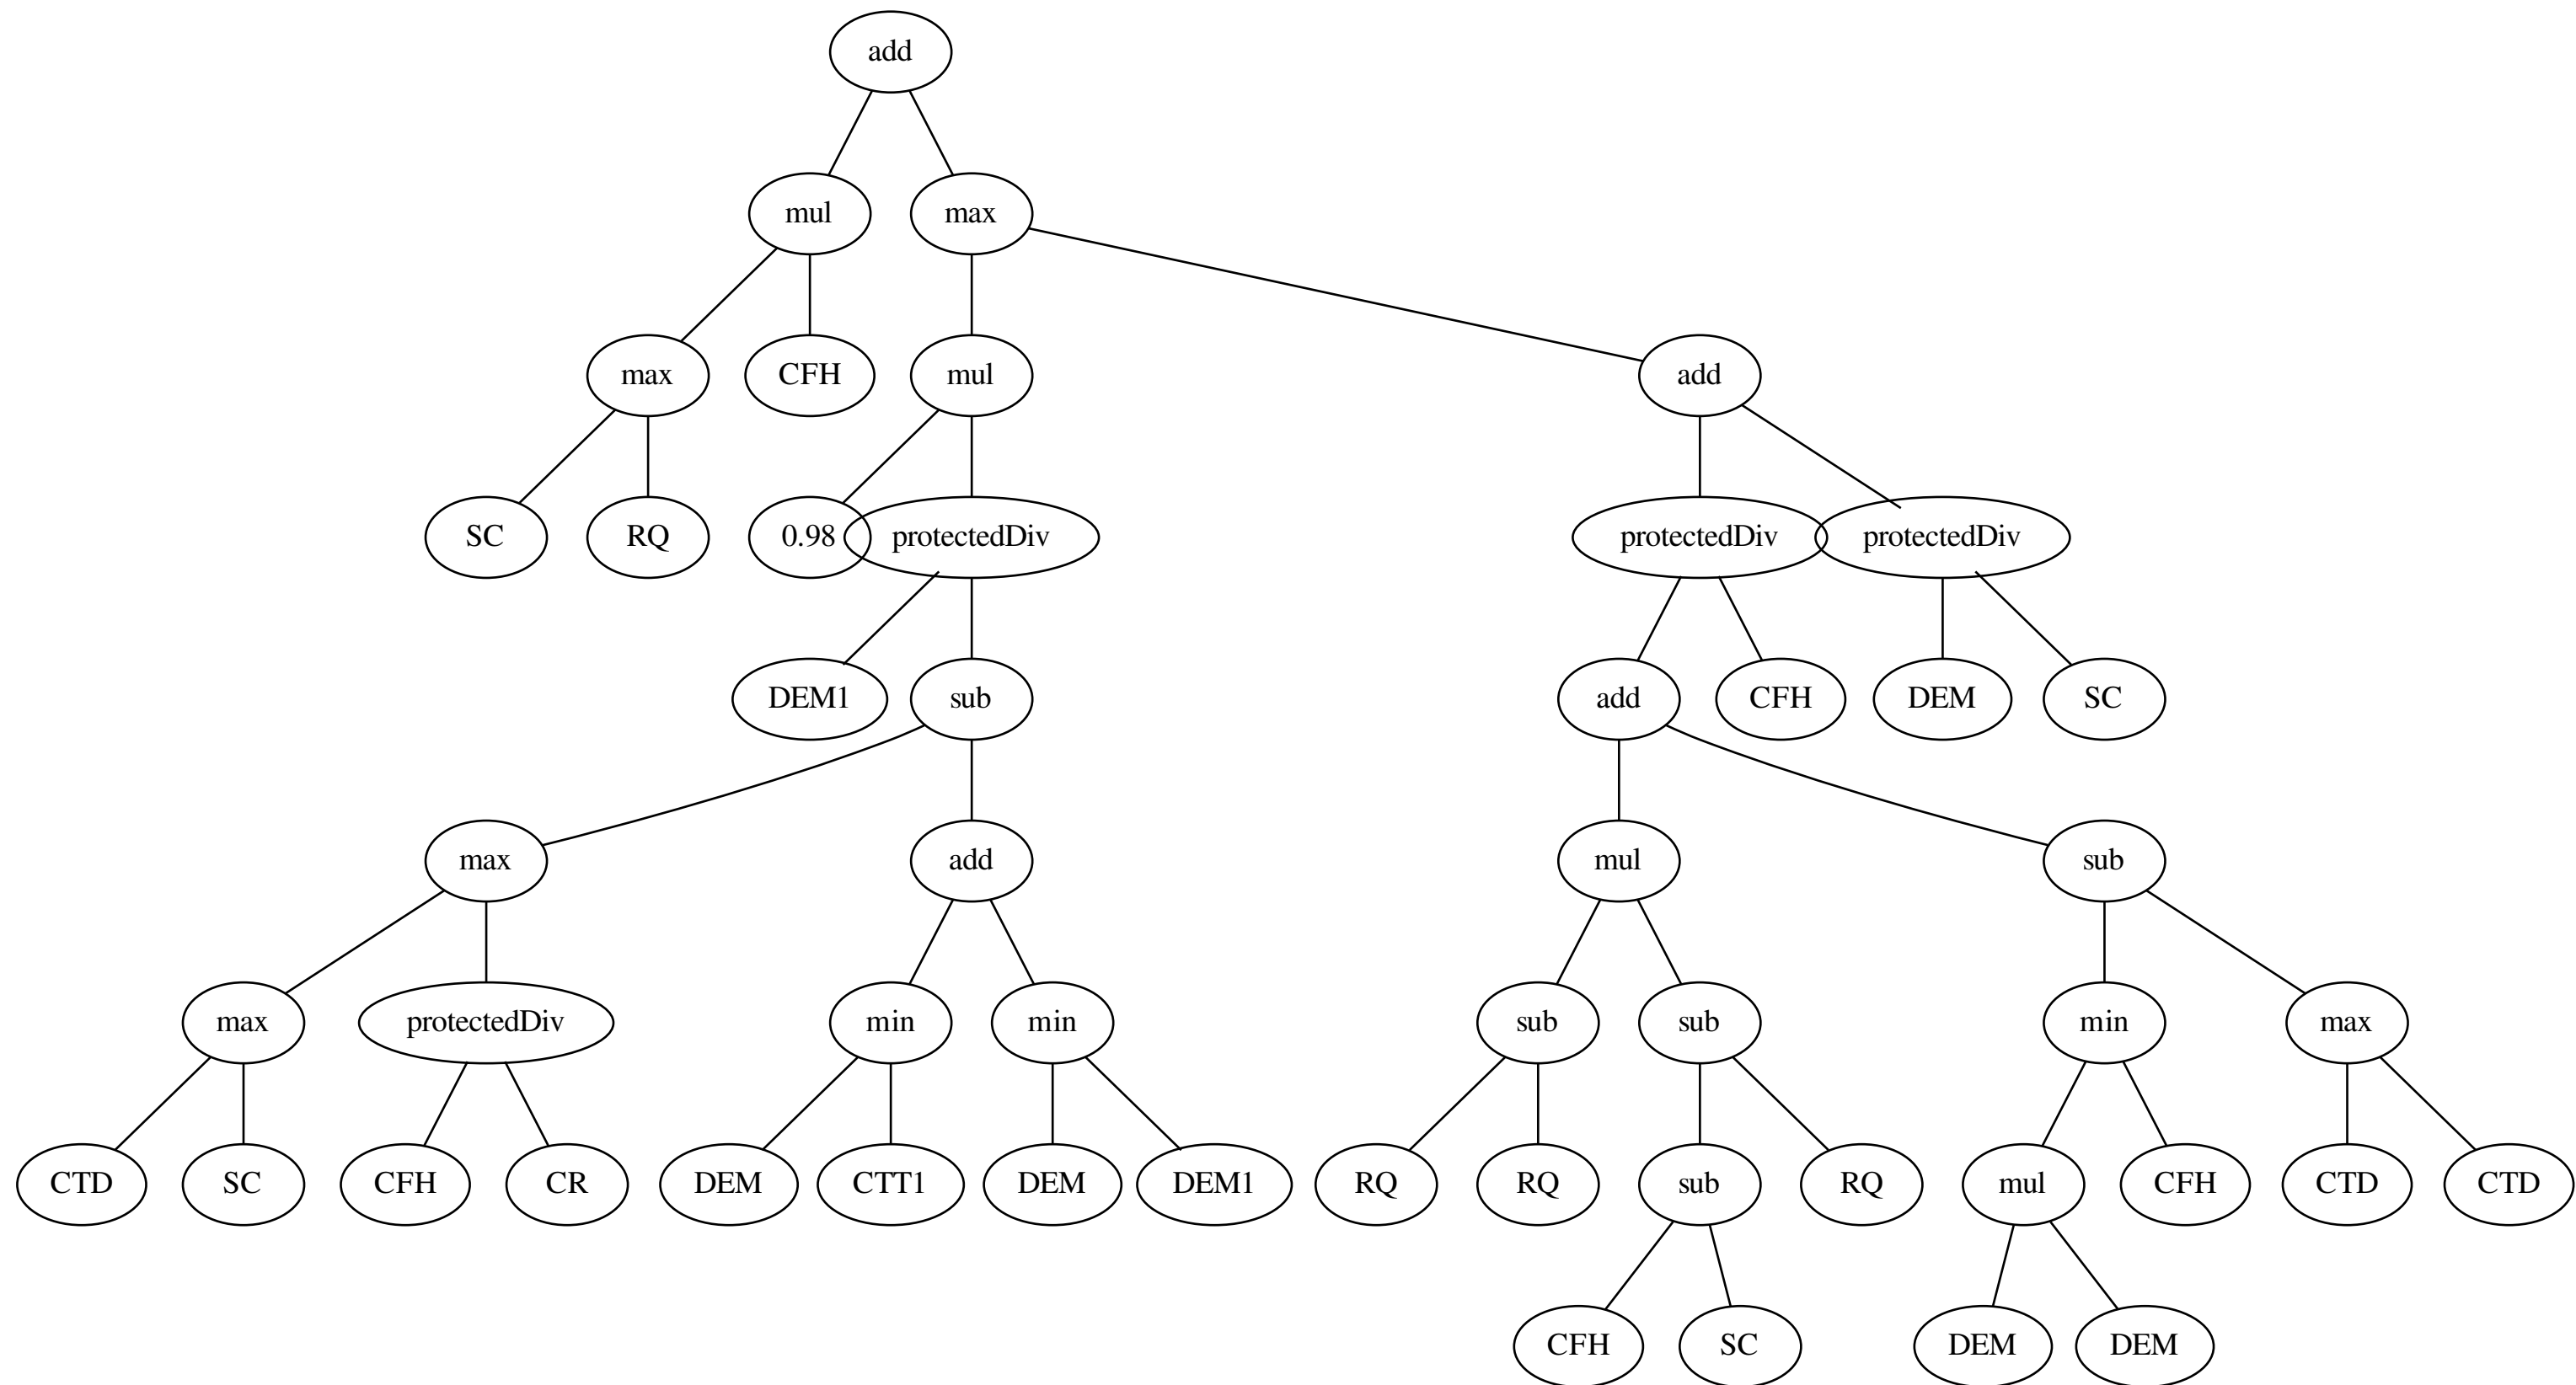 add
mul max
max CFH mul add
SC RQ 0.98 protectedDiv protectedDiv protectedDiv
DEM1 sub add CFH DEM SC
max add mul sub
max protectedDiv min min sub sub min max
CTD SC CFH CR DEM CTT1 DEM DEM1 RQ RQ sub RQ mul CFH CTD CTD
CFH SC DEM DEM